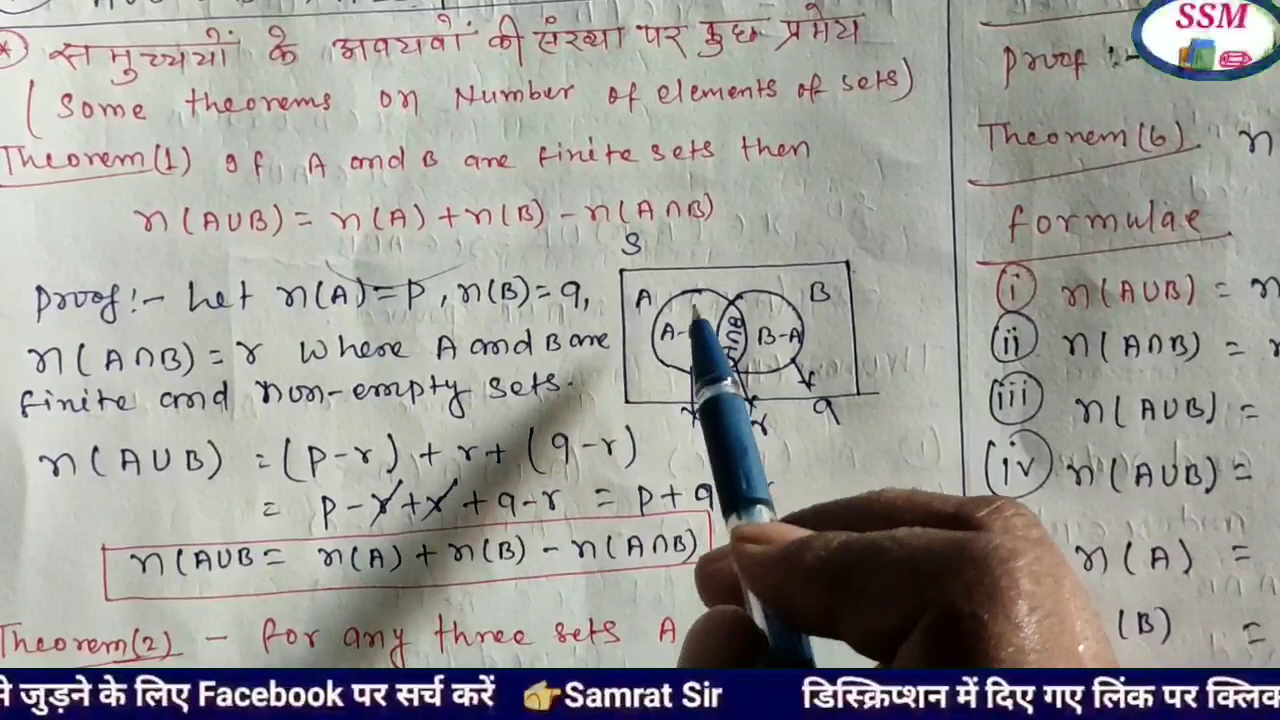 * समुच्चयों के अवयवों की संख्या पर कुछ प्रमेय
(Some theorems on Number of elements of sets)
Theorem(1) If A and B are finite sets then
n(A∪B) = n(A) + n(B) - n(A∩B)
S
Proof:- Let n(A)=p, n(B)=q,
A
B
n(A∩B)=r Where A and B are
A-
A∩B
B-A
finite and non-empty sets.
r
q
n(A∪B) = (p-r) + r + (q-r)
= p-r+r+q-r = p+q
n(A∪B = n(A) + n(B) - n(A∩B)
Theorem(2) - for any three sets A
SSM
Proof :-
Theorem(6) n
formulae
(i) n(A∪B) = n
(ii) n(A∩B) =
(iii) n(A∪B) =
(iv) n(A∪B) =
n(A) =
(B) =
से जुड़ने के लिए Facebook पर सर्च करें 👉Samrat Sir डिस्क्रिप्शन में दिए गए लिंक पर क्लिक